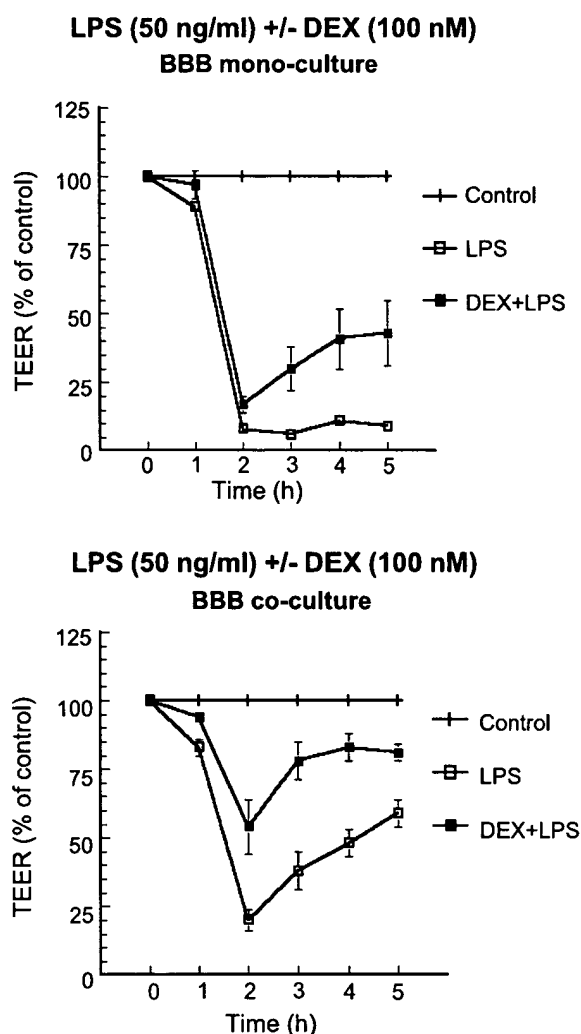 LPS (50 ng/ml) +/- DEX (100 nM)
BBB mono-culture
125
100
75
50
25
0
TEER (% of control)
0 1 2 3 4 5
Time (h)
Control
LPS
DEX+LPS
LPS (50 ng/ml) +/- DEX (100 nM)
BBB co-culture
125
100
75
50
25
0
TEER (% of control)
0 1 2 3 4 5
Time (h)
Control
LPS
DEX+LPS